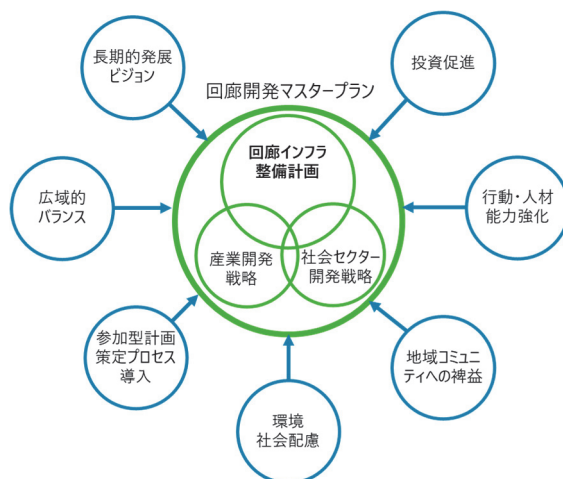 長期的発展
ビジョン
投資促進
回廊開発マスタープラン
回廊インフラ
整備計画
広域的
バランス
行動・人材
能力強化
産業開発
戦略
社会セクター
開発戦略
参加型計画
策定プロセス
導入
地域コミュニ
ティへの裨益
環境
社会配慮